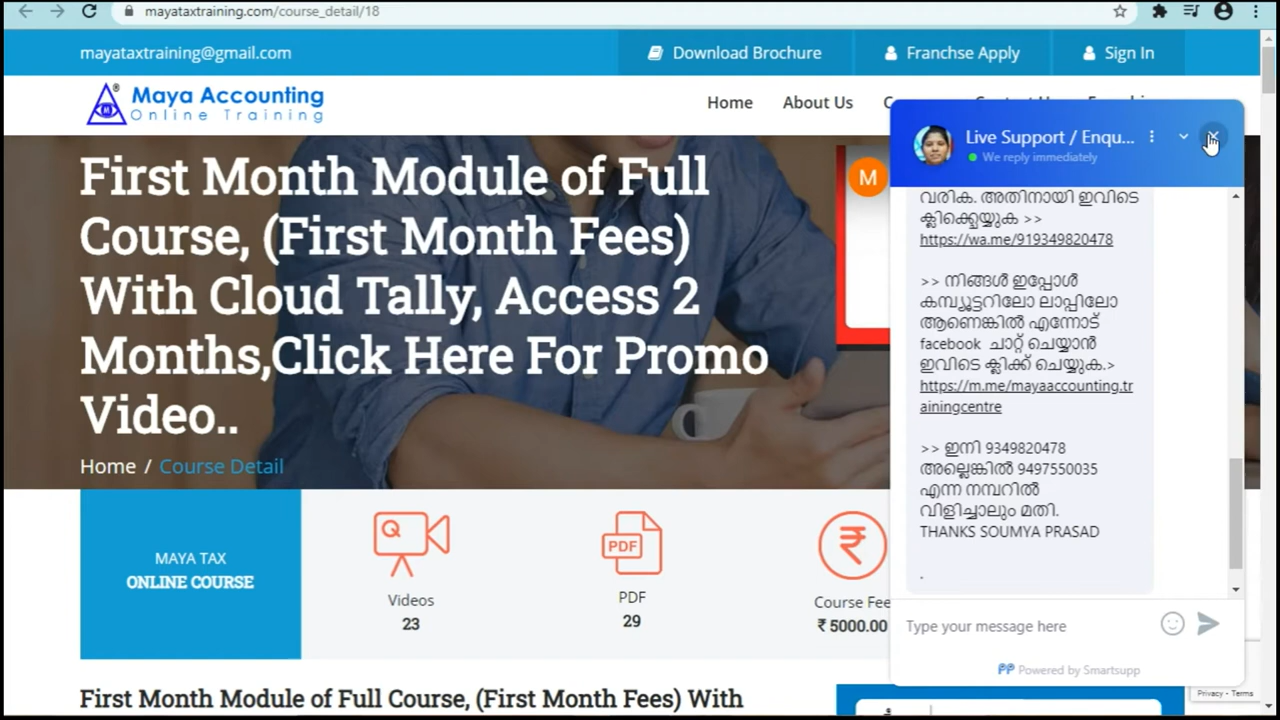 mayataxtraining.com/course_detail/18
mayataxtraining@gmail.com
Download Brochure
Franchse Apply
Sign In
Maya Accounting
Online Training
Home
About Us
First Month Module of Full
Course, (First Month Fees)
With Cloud Tally, Access 2
Months,Click Here For Promo
Video..
Home / Course Detail
M
MAYA TAX
ONLINE COURSE
Videos
23
PDF
PDF
29
Course Fee
₹ 5000.00
First Month Module of Full Course, (First Month Fees) With
Live Support / Enqu...
We reply immediately
വരിക. അതിനായി ഇവിടെ
ക്ലിക്ക്ചെയ്യുക >>
https://wa.me/919349820478
>> നിങ്ങൾ ഇപ്പോൾ
കമ്പ്യൂട്ടറിലോ ലാപ്പിലോ
ആണെങ്കിൽ എന്നോട്
facebook ചാറ്റ് ചെയ്യാൻ
ഇവിടെ ക്ലിക്ക് ചെയ്യുക.>
https://m.me/mayaaccounting.tr
ainingcentre
>> ഇനി 9349820478
അല്ലെങ്കിൽ 9497550035
എന്ന നമ്പറിൽ
വിളിച്ചാലും മതി.
THANKS SOUMYA PRASAD
.
Type your message here
Powered by Smartsupp
Privacy - Terms